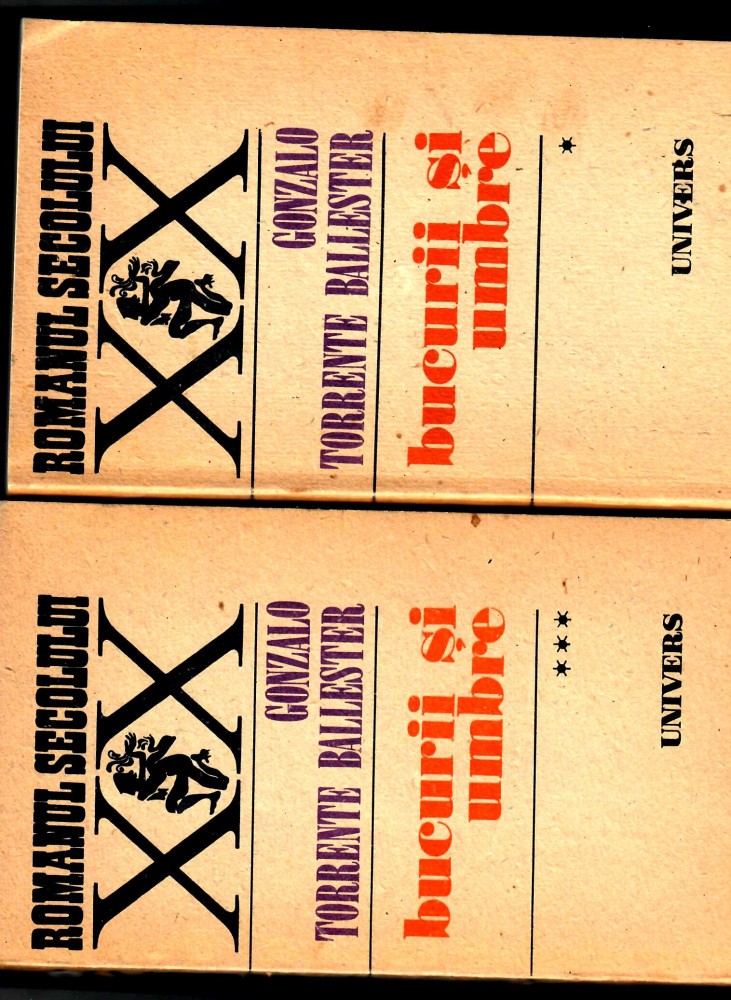 ROMANUL SECOLULUI
XX
GONZALO
TORRENTE BALLESTER
bucurii și
umbre
*
UNIVERS
ROMANUL SECOLULUI
XX
GONZALO
TORRENTE BALLESTER
bucurii și
umbre
***
UNIVERS